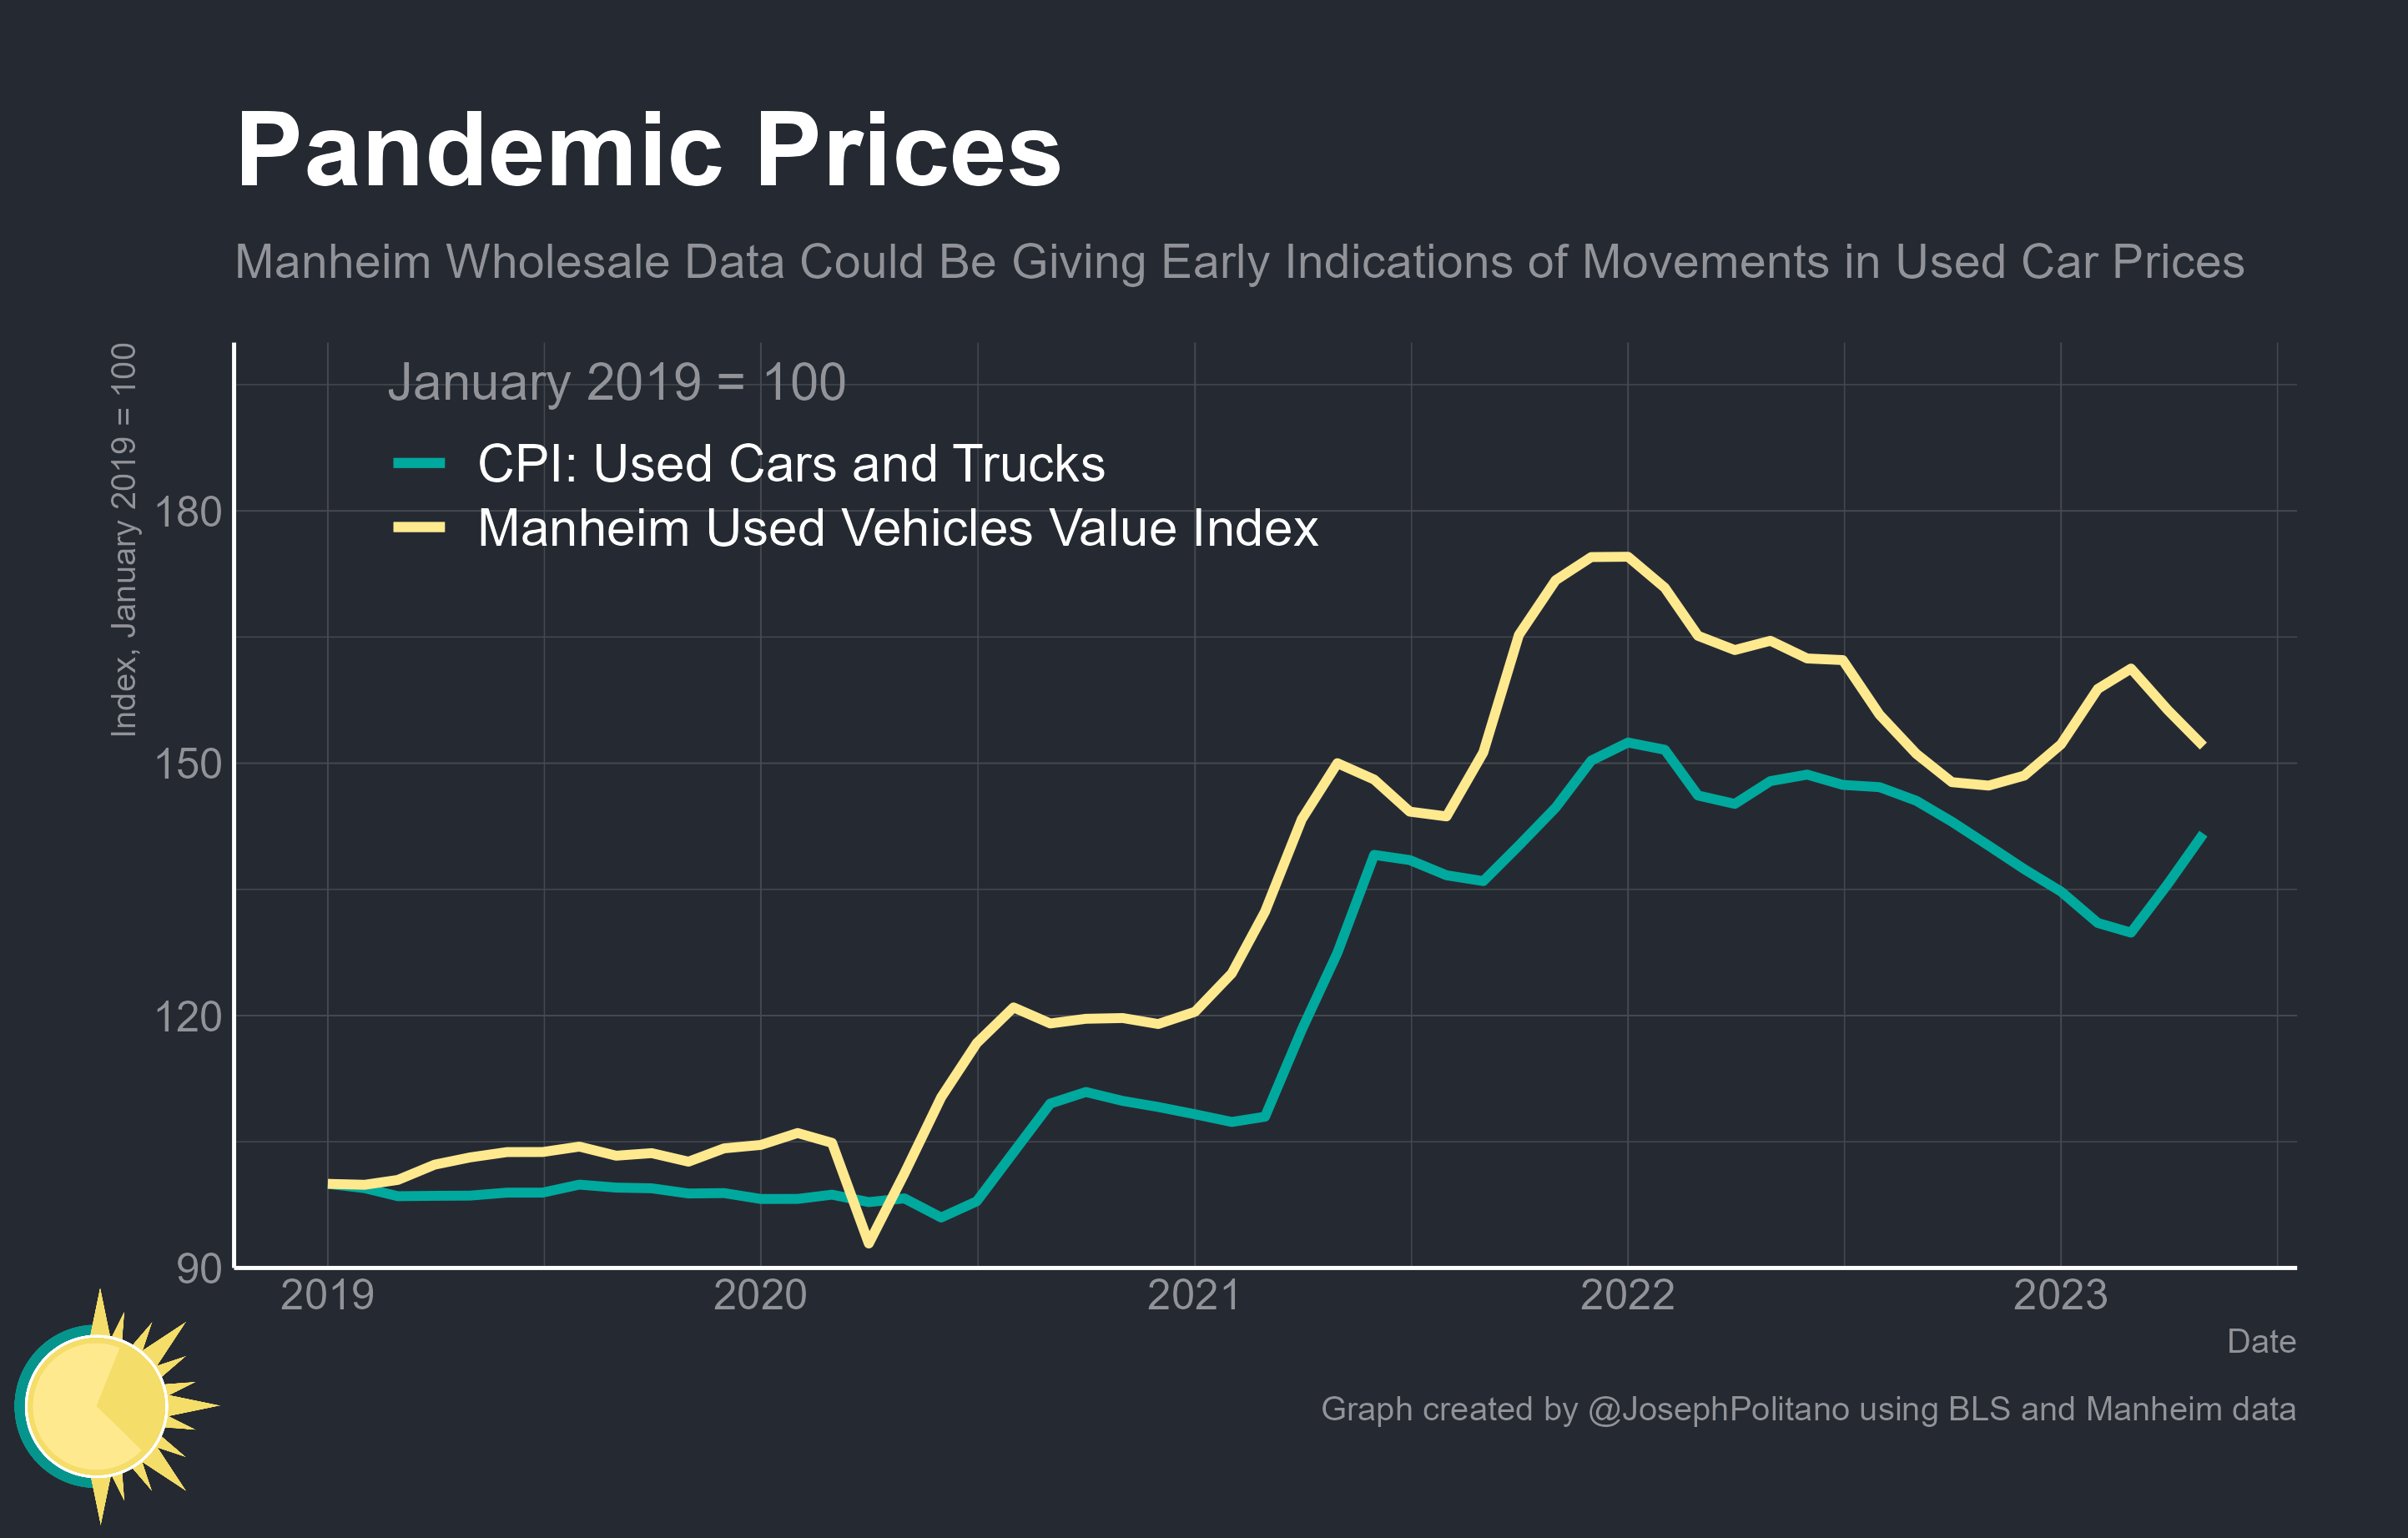 Pandemic Prices
Manheim Wholesale Data Could Be Giving Early Indications of Movements in Used Car Prices
Index, January 2019 = 100
January 2019 = 100
CPI: Used Cars and Trucks
Manheim Used Vehicles Value Index
180
150
120
90
2019 2020 2021 2022 2023
Date
Graph created by @JosephPolitano using BLS and Manheim data